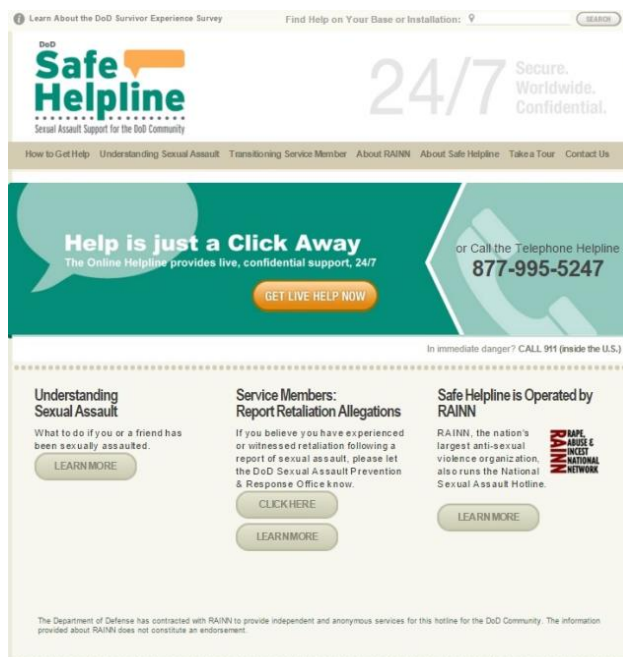 Learn About the DoD Survivor Experience Survey
Find Help on Your Base or Installation:
SEARCH
DoD
Safe
Helpline
Sexual Assault Support for the DoD Community
24/7
Secure.
Worldwide.
Confidential.
How to Get Help Understanding Sexual Assault Transitioning Service Member About RAINN About Safe Helpline Take a Tour Contact Us
Help is just a Click Away
The Online Helpline provides live, confidential support, 24/7
GET LIVE HELP NOW
or Call the Telephone Helpline
877-995-5247
In immediate danger? CALL 911 (inside the U.S.)
Understanding
Sexual Assault
What to do if you or a friend has
been sexually assaulted.
LEARN MORE
Service Members:
Report Retaliation Allegations
If you believe you have experienced
or witnessed retaliation following a
report of sexual assault, please let
the DoD Sexual Assault Prevention
& Response Office know.
CLICK HERE
LEARN MORE
Safe Helpline is Operated by
RAINN
RAINN, the nation's
largest anti-sexual
violence organization,
also runs the National
Sexual Assault Hotline.
RAINN
RAPE,
ABUSE &
INCEST
NATIONAL
NETWORK
LEARN MORE
The Department of Defense has contracted with RAINN to provide independent and anonymous services for this hotline for the DoD Community. The information
provided about RAINN does not constitute an endorsement.